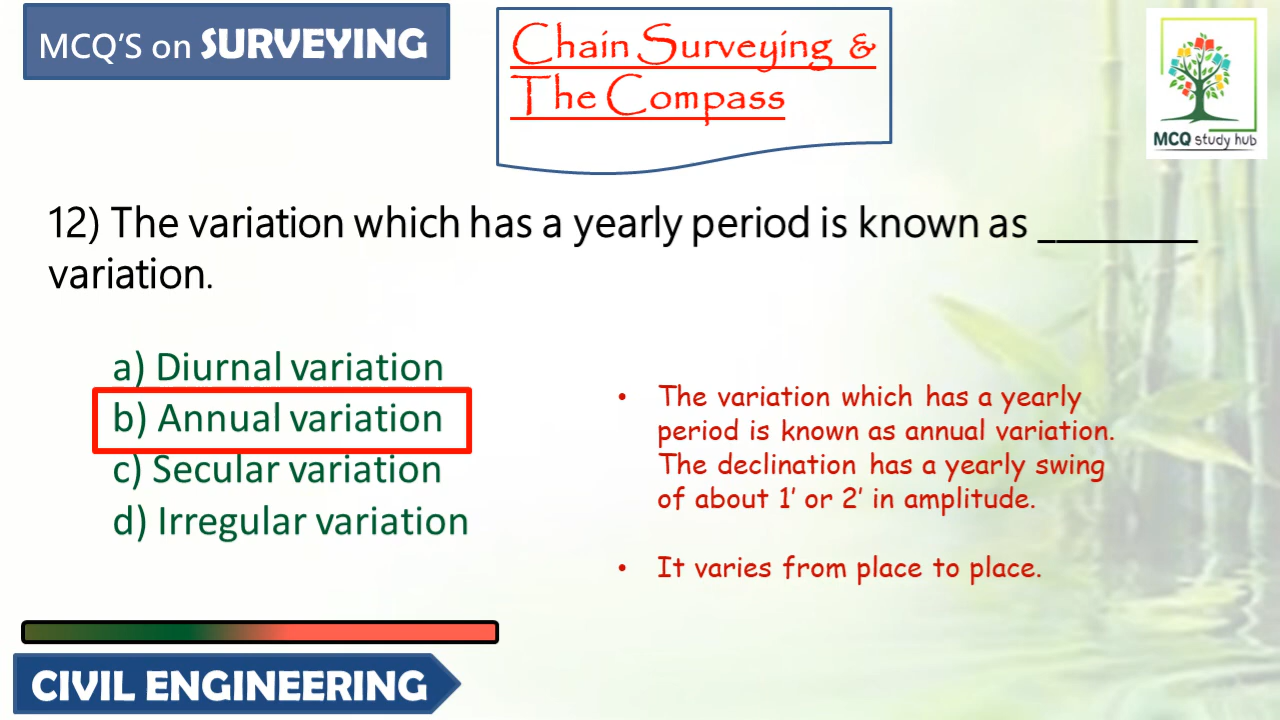 MCQ'S on SURVEYING
Chain Surveying &
The Compass
MCQ study hub
12) The variation which has a yearly period is known as ________
variation.
a) Diurnal variation
b) Annual variation
c) Secular variation
d) Irregular variation
• The variation which has a yearly
period is known as annual variation.
The declination has a yearly swing
of about 1' or 2' in amplitude.
• It varies from place to place.
CIVIL ENGINEERING